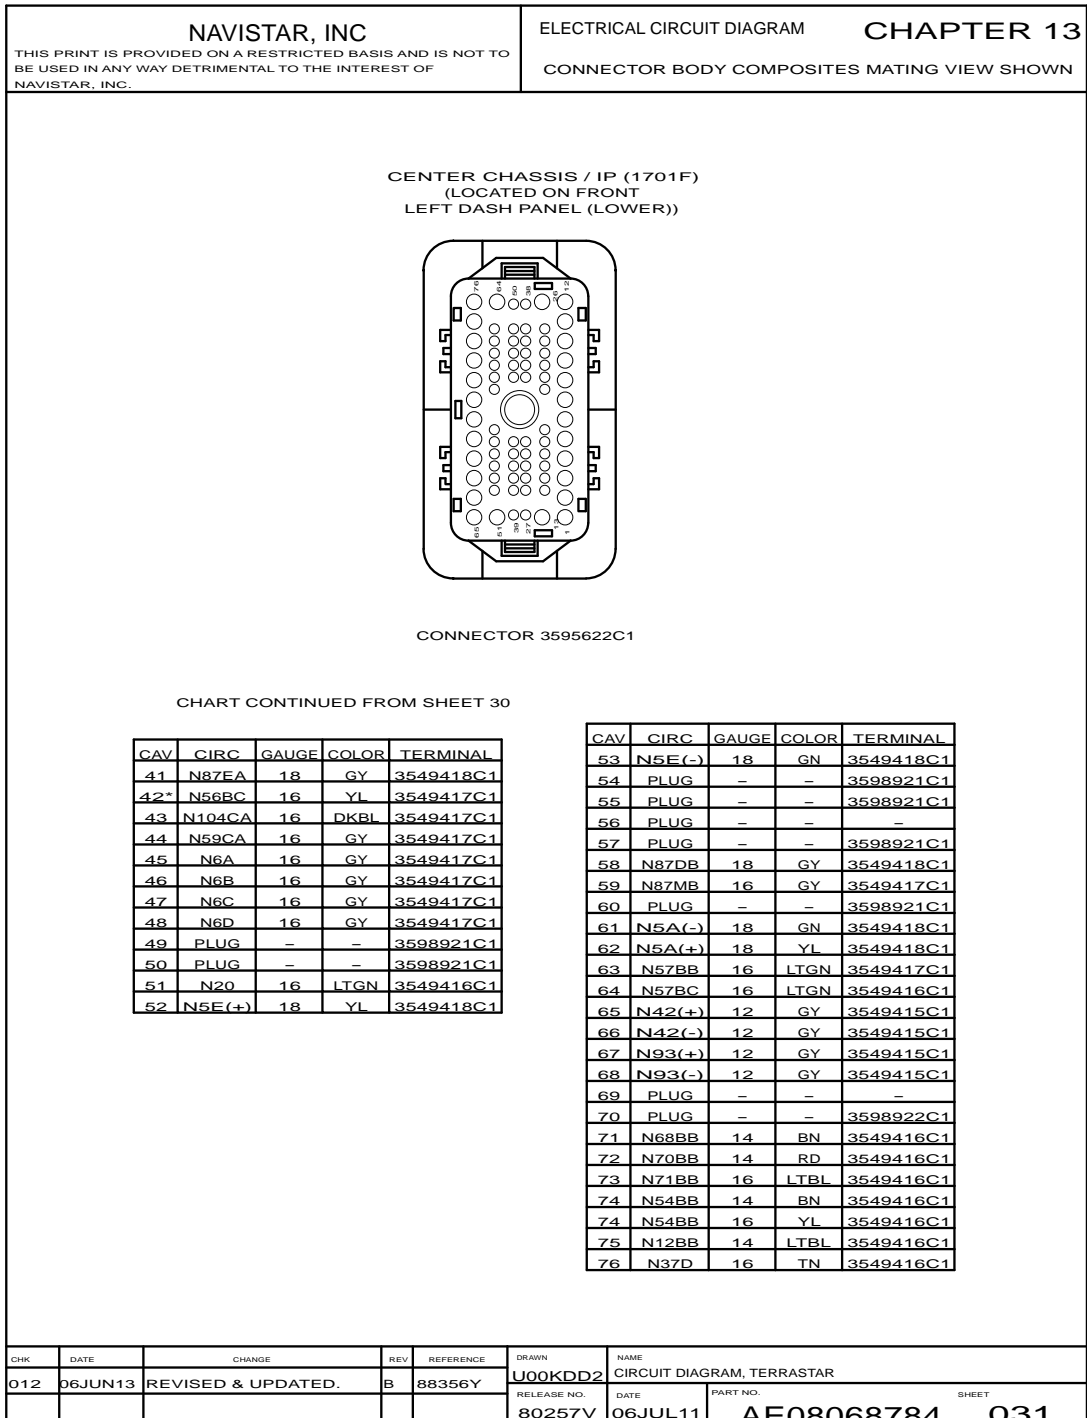 NAVISTAR, INC
THIS PRINT IS PROVIDED ON A RESTRICTED BASIS AND IS NOT TO
BE USED IN ANY WAY DETRIMENTAL TO THE INTEREST OF
NAVISTAR, INC.
ELECTRICAL CIRCUIT DIAGRAM CHAPTER 13
CONNECTOR BODY COMPOSITES MATING VIEW SHOWN
CENTER CHASSIS / IP (1701F)
(LOCATED ON FRONT
LEFT DASH PANEL (LOWER))
76 64 50 38 26 12
65 51 39 27 13 1
CONNECTOR 3595622C1
CHART CONTINUED FROM SHEET 30
CAV CIRC GAUGE COLOR TERMINAL
41 N87EA 18 GY 3549418C1
42* N56BC 16 YL 3549417C1
43 N104CA 16 DKBL 3549417C1
44 N59CA 16 GY 3549417C1
45 N6A 16 GY 3549417C1
46 N6B 16 GY 3549417C1
47 N6C 16 GY 3549417C1
48 N6D 16 GY 3549417C1
49 PLUG – – 3598921C1
50 PLUG – – 3598921C1
51 N20 16 LTGN 3549416C1
52 N5E(+) 18 YL 3549418C1
CAV CIRC GAUGE COLOR TERMINAL
53 N5E(-) 18 GN 3549418C1
54 PLUG – – 3598921C1
55 PLUG – – 3598921C1
56 PLUG – – –
57 PLUG – – 3598921C1
58 N87DB 18 GY 3549418C1
59 N87MB 16 GY 3549417C1
60 PLUG – – 3598921C1
61 N5A(-) 18 GN 3549418C1
62 N5A(+) 18 YL 3549418C1
63 N57BB 16 LTGN 3549417C1
64 N57BC 16 LTGN 3549416C1
65 N42(+) 12 GY 3549415C1
66 N42(-) 12 GY 3549415C1
67 N93(+) 12 GY 3549415C1
68 N93(-) 12 GY 3549415C1
69 PLUG – – –
70 PLUG – – 3598922C1
71 N68BB 14 BN 3549416C1
72 N70BB 14 RD 3549416C1
73 N71BB 16 LTBL 3549416C1
74 N54BB 14 BN 3549416C1
74 N54BB 16 YL 3549416C1
75 N12BB 14 LTBL 3549416C1
76 N37D 16 TN 3549416C1
CHK DATE CHANGE REV REFERENCE
012 06JUN13 REVISED & UPDATED. B 88356Y
DRAWN
U00KDD2
NAME
CIRCUIT DIAGRAM, TERRASTAR
RELEASE NO. DATE PART NO. SHEET
80257V 06JUL11 AE08068784 031